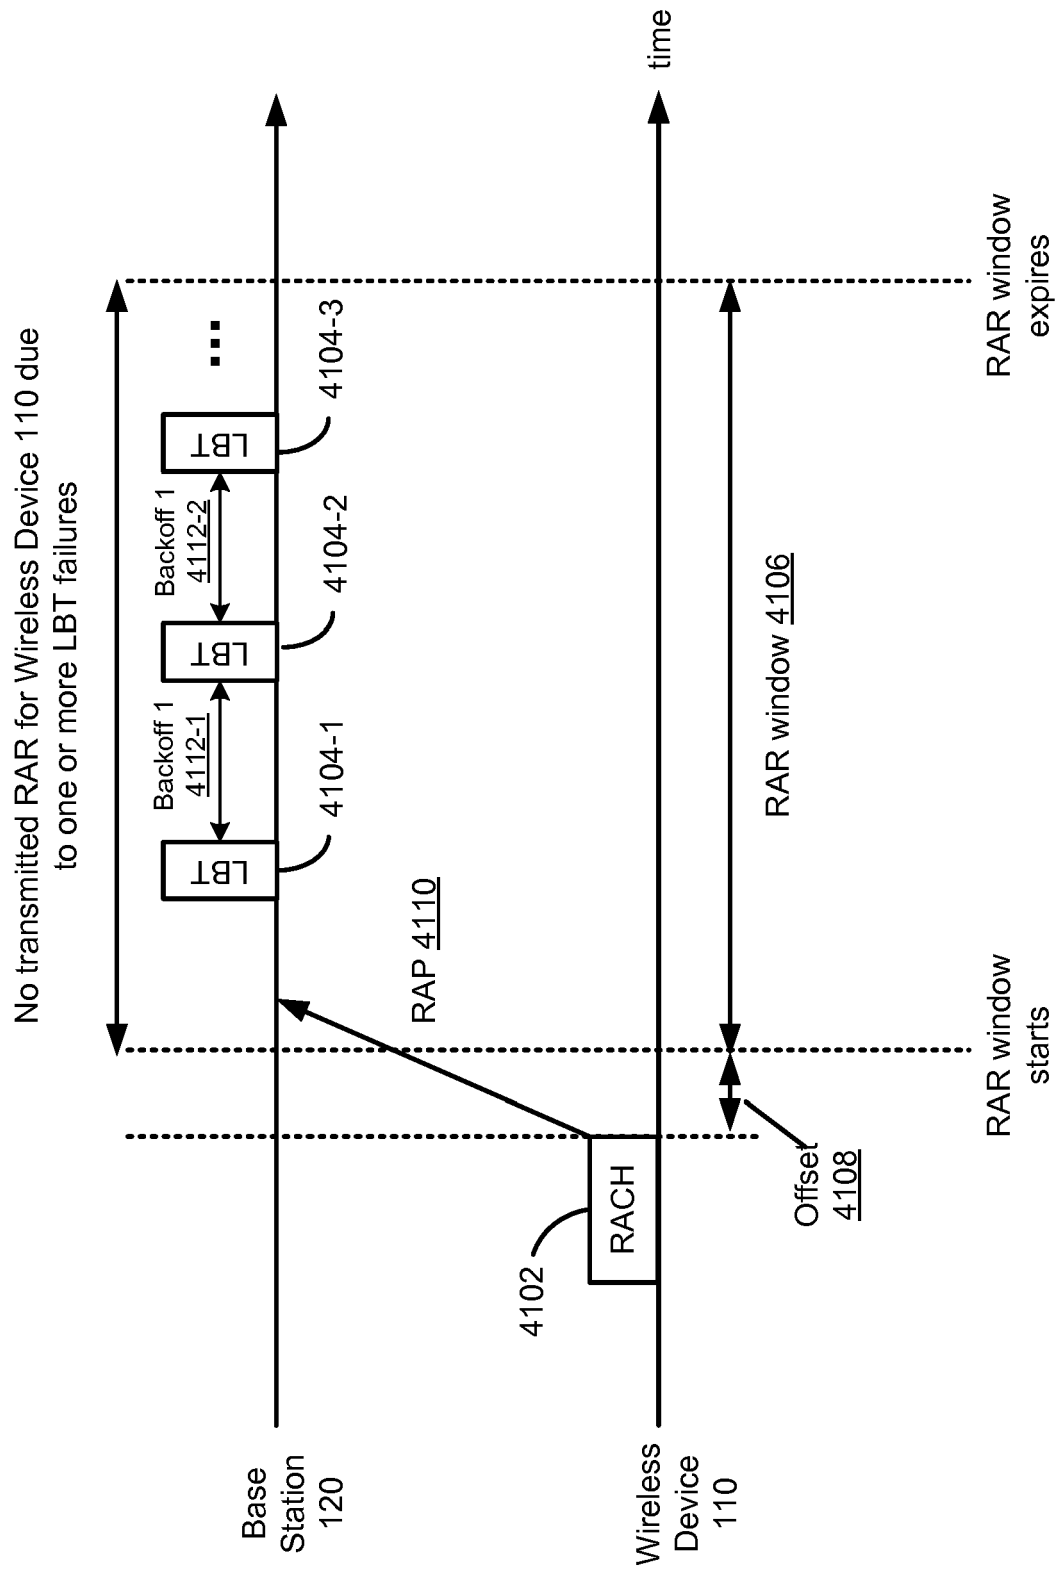 No transmitted RAR for Wireless Device 110 due
to one or more LBT failures
Backoff 1
4112-1
Backoff 1
4112-2
LBT
LBT
LBT
...
4104-1
4104-2
4104-3
Base
Station
120
RAP 4110
4102
RACH
Wireless
Device
110
time
Offset
4108
RAR window 4106
RAR window
starts
RAR window
expires